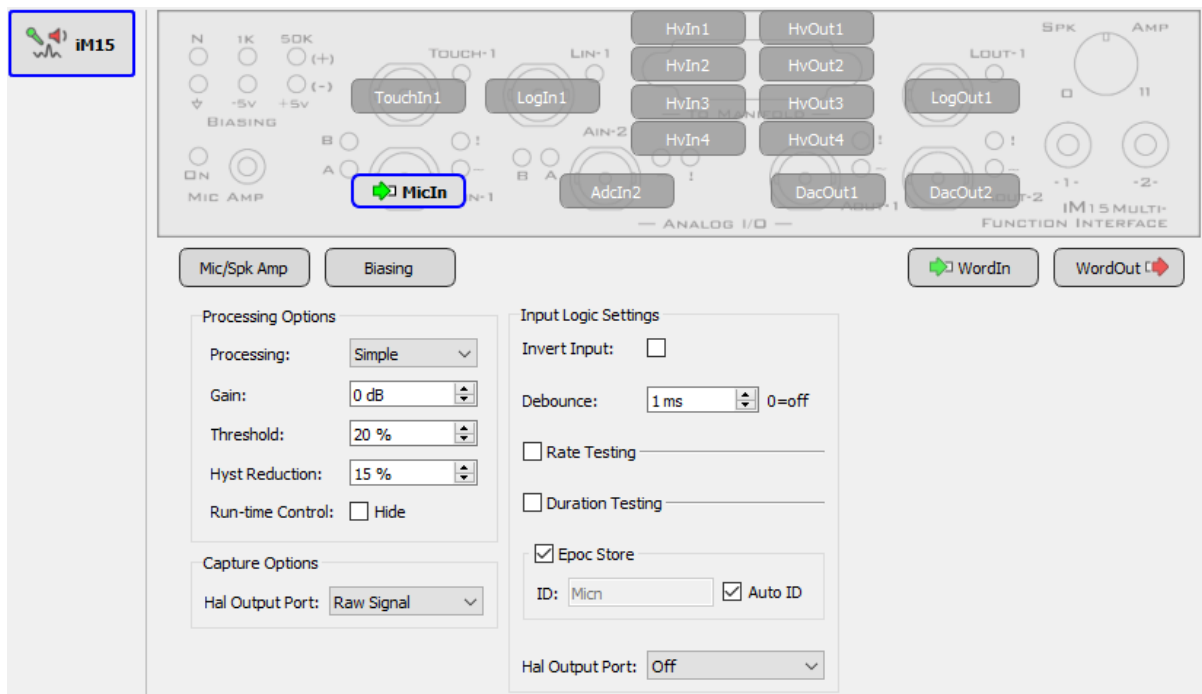 iM15
N 1K 50K
(+)
(-)
-5v +5v
BIASING
ON
MIC AMP
TOUCH-1
LIN-1
B
A
!
AIN-2
B A
!
HvIn1 HvOut1
HvIn2 HvOut2
HvIn3 HvOut3
HvIn4 HvOut4
TouchIn1 LogIn1 LogOut1
MicIn AdcIn2 DacOut1 DacOut2
LOUT-1
SPK AMP
0 11
-1- -2-
— ANALOG I/O —
iM15 MULTI-
FUNCTION INTERFACE
Mic/Spk Amp Biasing WordIn WordOut
Processing Options
Processing: Simple
Gain: 0 dB
Threshold: 20 %
Hyst Reduction: 15 %
Run-time Control: Hide
Capture Options
Hal Output Port: Raw Signal
Input Logic Settings
Invert Input:
Debounce: 1 ms 0=off
Rate Testing
Duration Testing
Epoc Store
ID: Micn Auto ID
Hal Output Port: Off